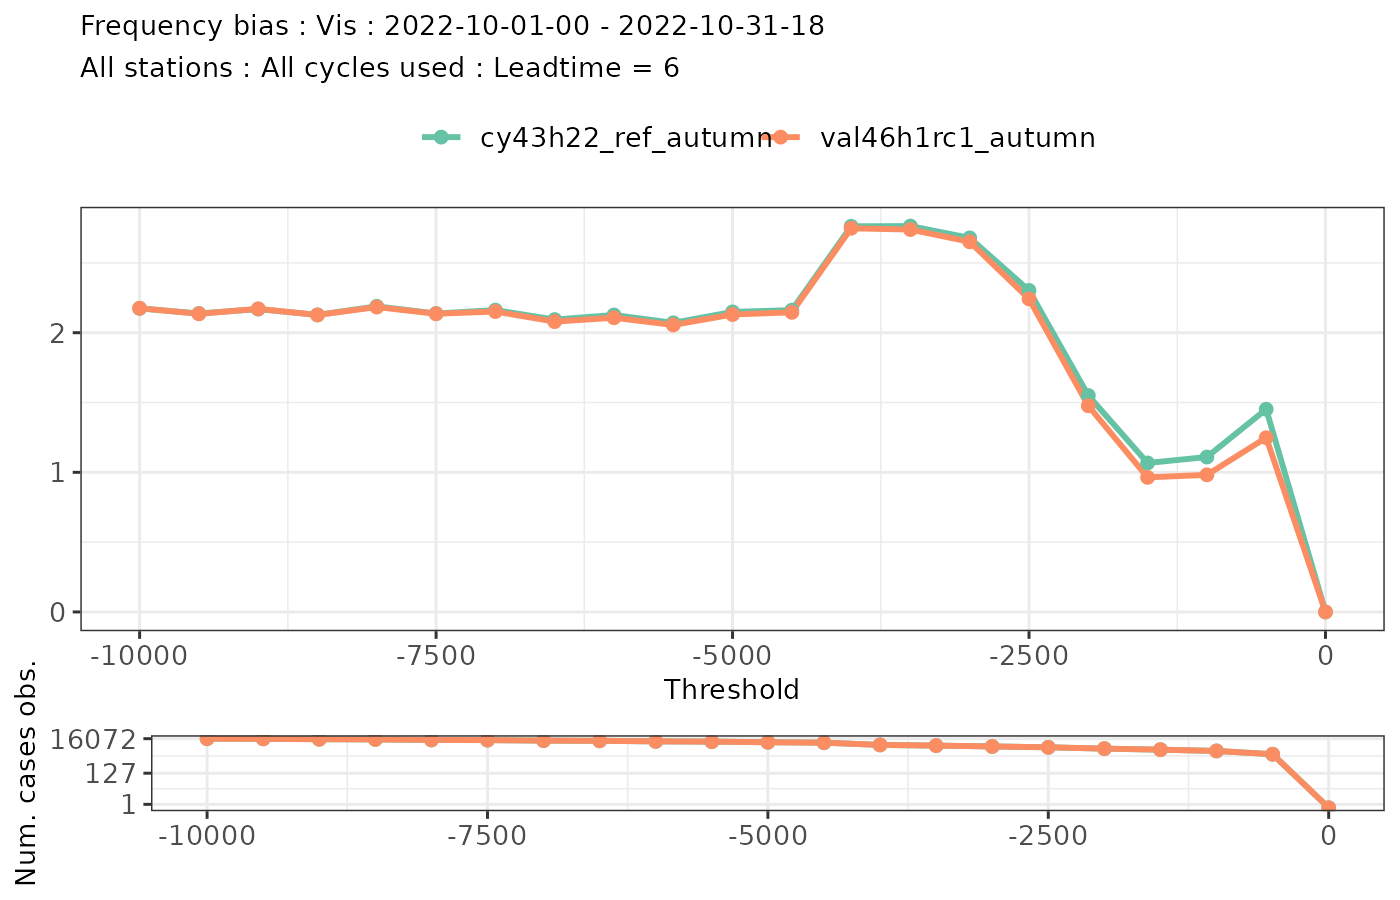 Frequency bias : Vis : 2022-10-01-00 - 2022-10-31-18
All stations : All cycles used : Leadtime = 6
cy43h22_ref_autumn val46h1rc1_autumn
2
1
0
-10000 -7500 -5000 -2500 0
Threshold
Num. cases obs.
16072
127
1
-10000 -7500 -5000 -2500 0